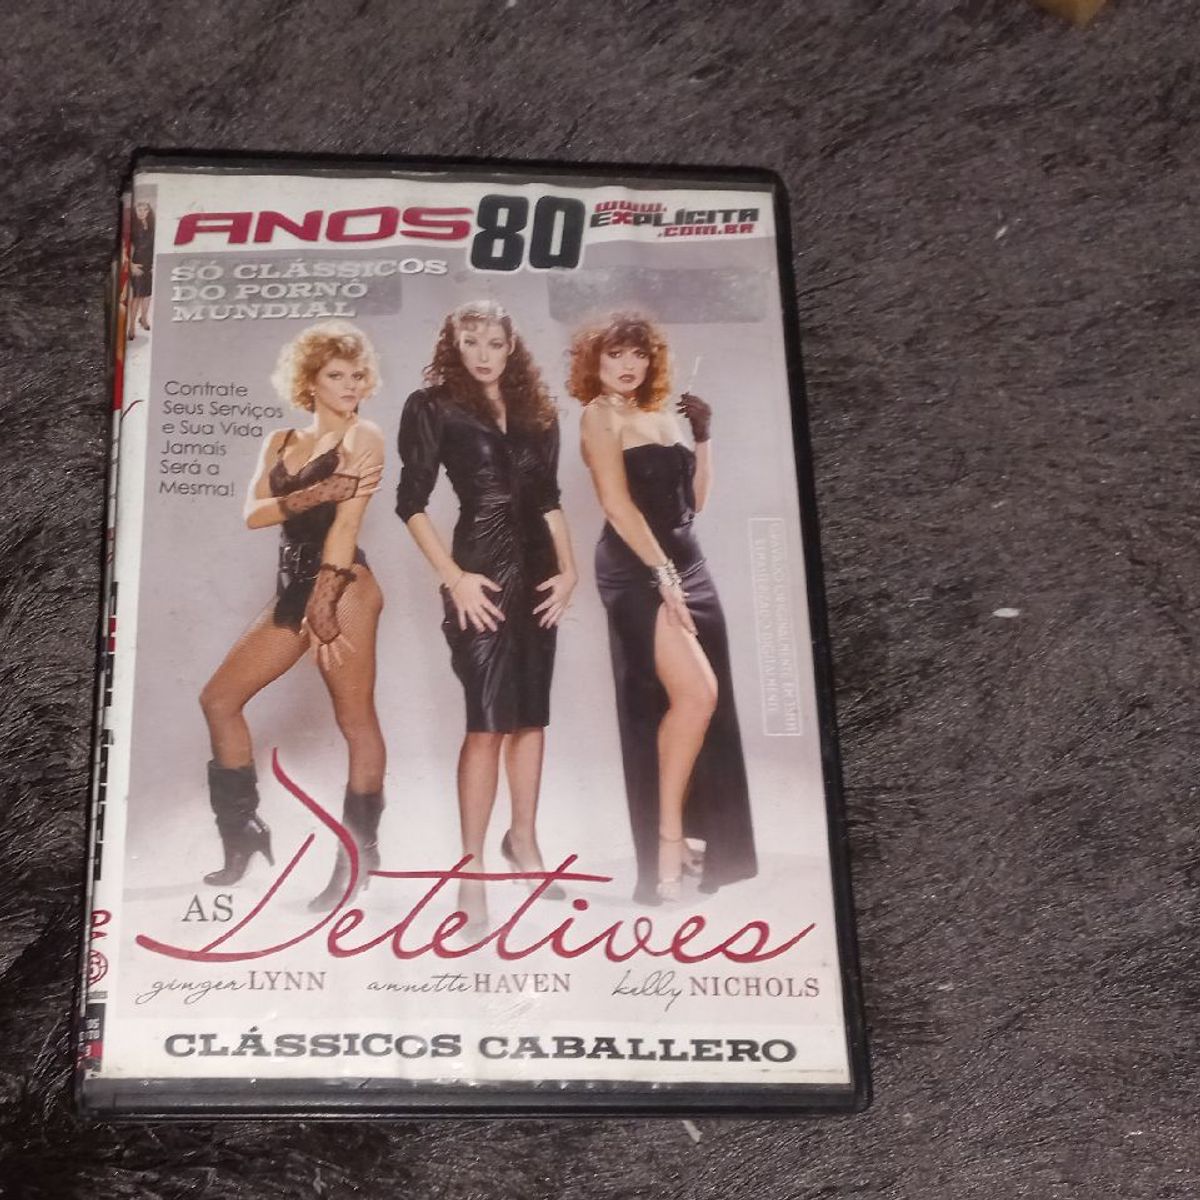 ANOS 80
www.
EXPLÍCITA
.COM.BR
SÓ CLÁSSICOS
DO PORNÔ
MUNDIAL
Contrate
Seus Serviços
e Sua Vida
Jamais
Será a
Mesma!
AS Detetives
ginger LYNN annette HAVEN kelly NICHOLS
CLÁSSICOS CABALLERO